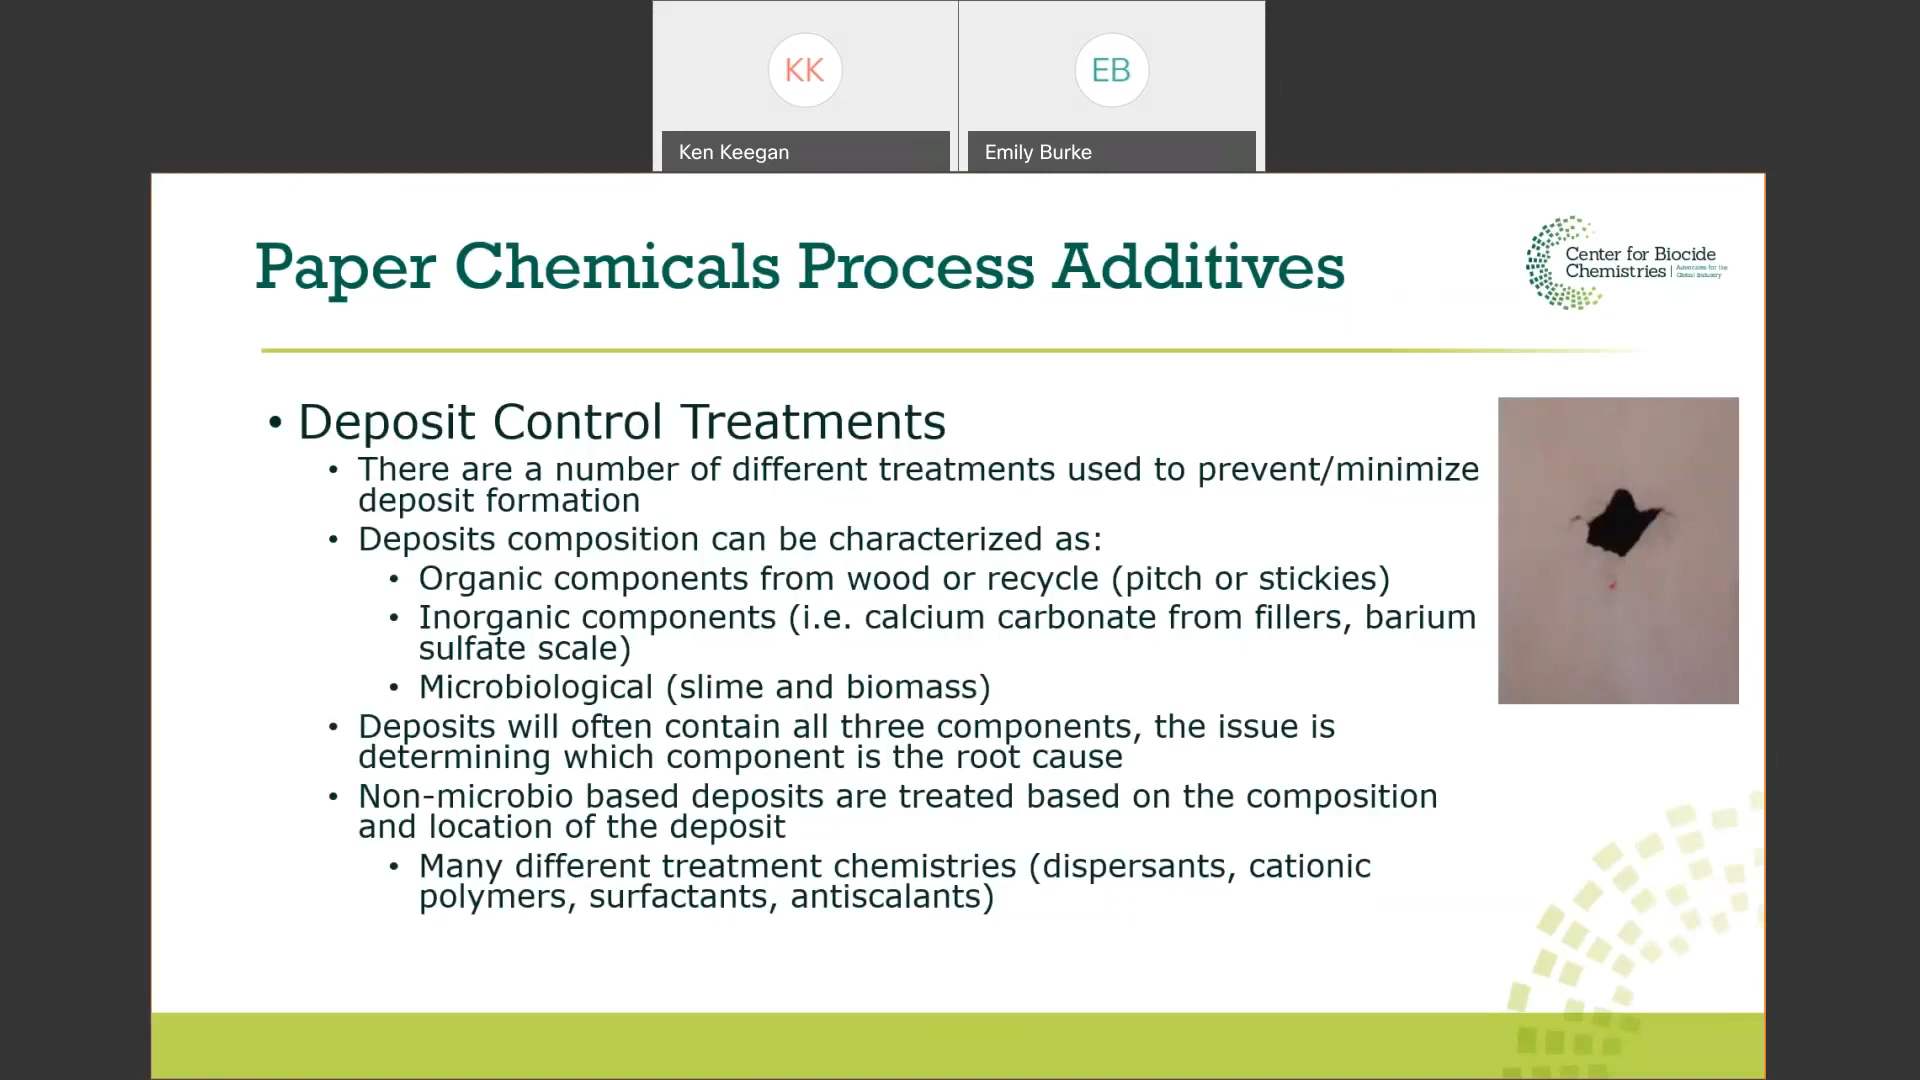 KK
EB
Ken Keegan
Emily Burke
Paper Chemicals Process Additives
Center for Biocide
Chemistries | Advocates for the
Global Industry
• Deposit Control Treatments
• There are a number of different treatments used to prevent/minimize
deposit formation
• Deposits composition can be characterized as:
• Organic components from wood or recycle (pitch or stickies)
• Inorganic components (i.e. calcium carbonate from fillers, barium
sulfate scale)
• Microbiological (slime and biomass)
• Deposits will often contain all three components, the issue is
determining which component is the root cause
• Non-microbio based deposits are treated based on the composition
and location of the deposit
• Many different treatment chemistries (dispersants, cationic
polymers, surfactants, antiscalants)